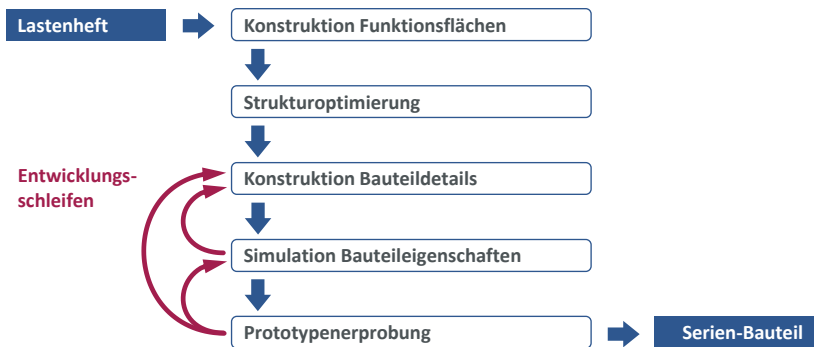 Lastenheft
Konstruktion Funktionsflächen
Strukturoptimierung
Entwicklungs-
schleifen
Konstruktion Bauteildetails
Simulation Bauteileigenschaften
Prototypenerprobung
Serien-Bauteil